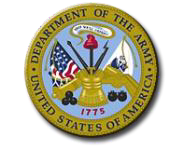 DEPARTMENT OF THE ARMY
UNITED STATES OF AMERICA
1775